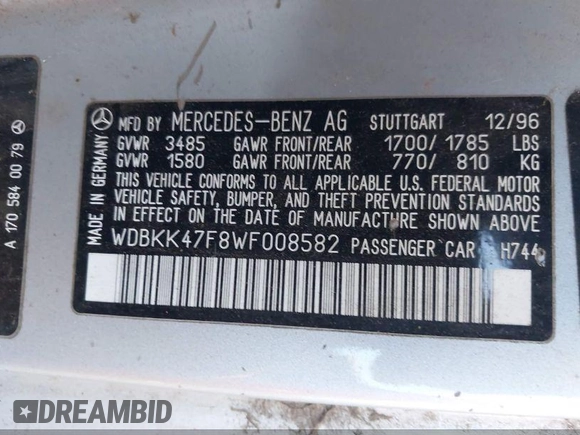 MFD BY MERCEDES-BENZ AG STUTTGART 12/96
GVWR 3485 GAWR FRONT/REAR 1700/1785 LBS
GVWR 1580 GAWR FRONT/REAR 770/ 810 KG
THIS VEHICLE CONFORMS TO ALL APPLICABLE U.S. FEDERAL MOTOR
VEHICLE SAFETY, BUMPER, AND THEFT PREVENTION STANDARDS
IN EFFECT ON THE DATE OF MANUFACTURE SHOWN ABOVE.
WDBKK47F8WF008582 PASSENGER CAR H744
MADE IN GERMANY
A 170 584 00 79
DREAMBID